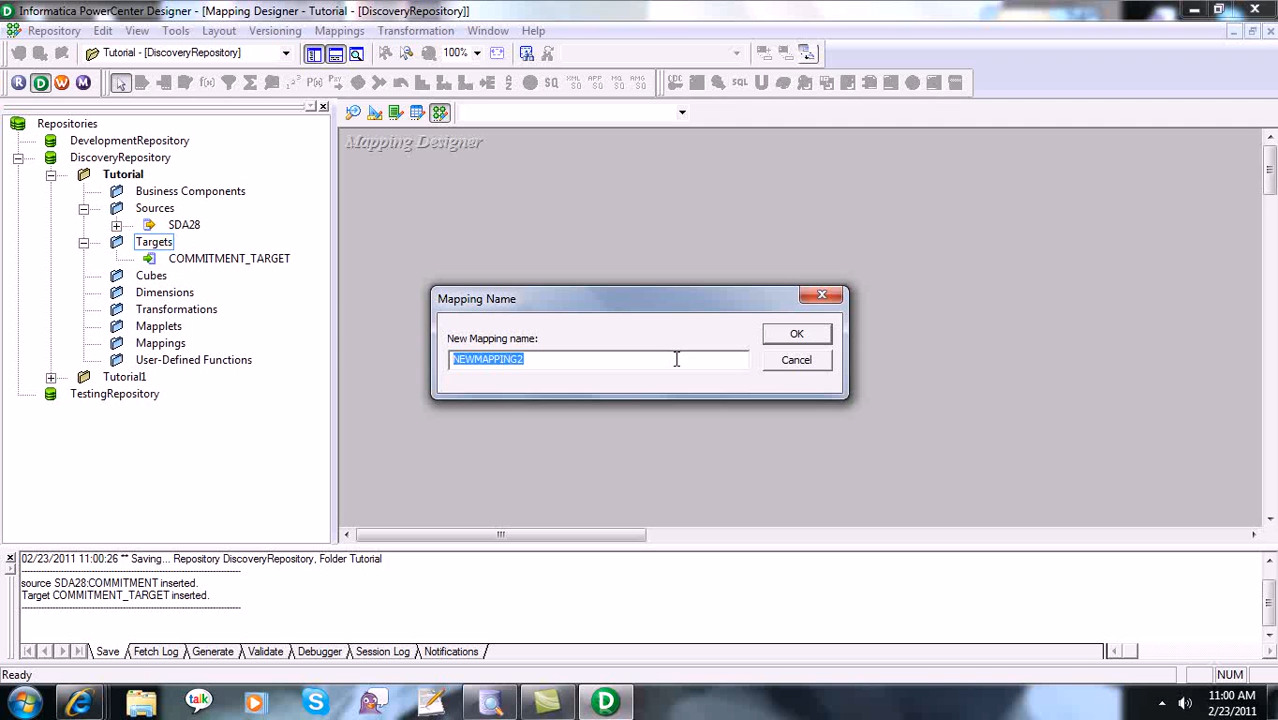 Informatica PowerCenter Designer - [Mapping Designer - Tutorial - [DiscoveryRepository]]
Repository Edit View Tools Layout Versioning Mappings Transformation Window Help
Tutorial - [DiscoveryRepository] 100%
R D W M f(x) SQ SQL
Repositories
DevelopmentRepository
DiscoveryRepository
Tutorial
Business Components
Sources
SDA28
Targets
COMMITMENT_TARGET
Cubes
Dimensions
Transformations
Mapplets
Mappings
User-Defined Functions
Tutorial1
TestingRepository
Mapping Designer
Mapping Name
New Mapping name:
OK
NEWMAPPING2
Cancel
02/23/2011 11:00:26 ** Saving... Repository DiscoveryRepository, Folder Tutorial
----------------------------------------------------
source SDA28:COMMITMENT inserted.
Target COMMITMENT_TARGET inserted.
----------------------------------------------------
Save Fetch Log Generate Validate Debugger Session Log Notifications
Ready NUM
talk
11:00 AM
2/23/2011